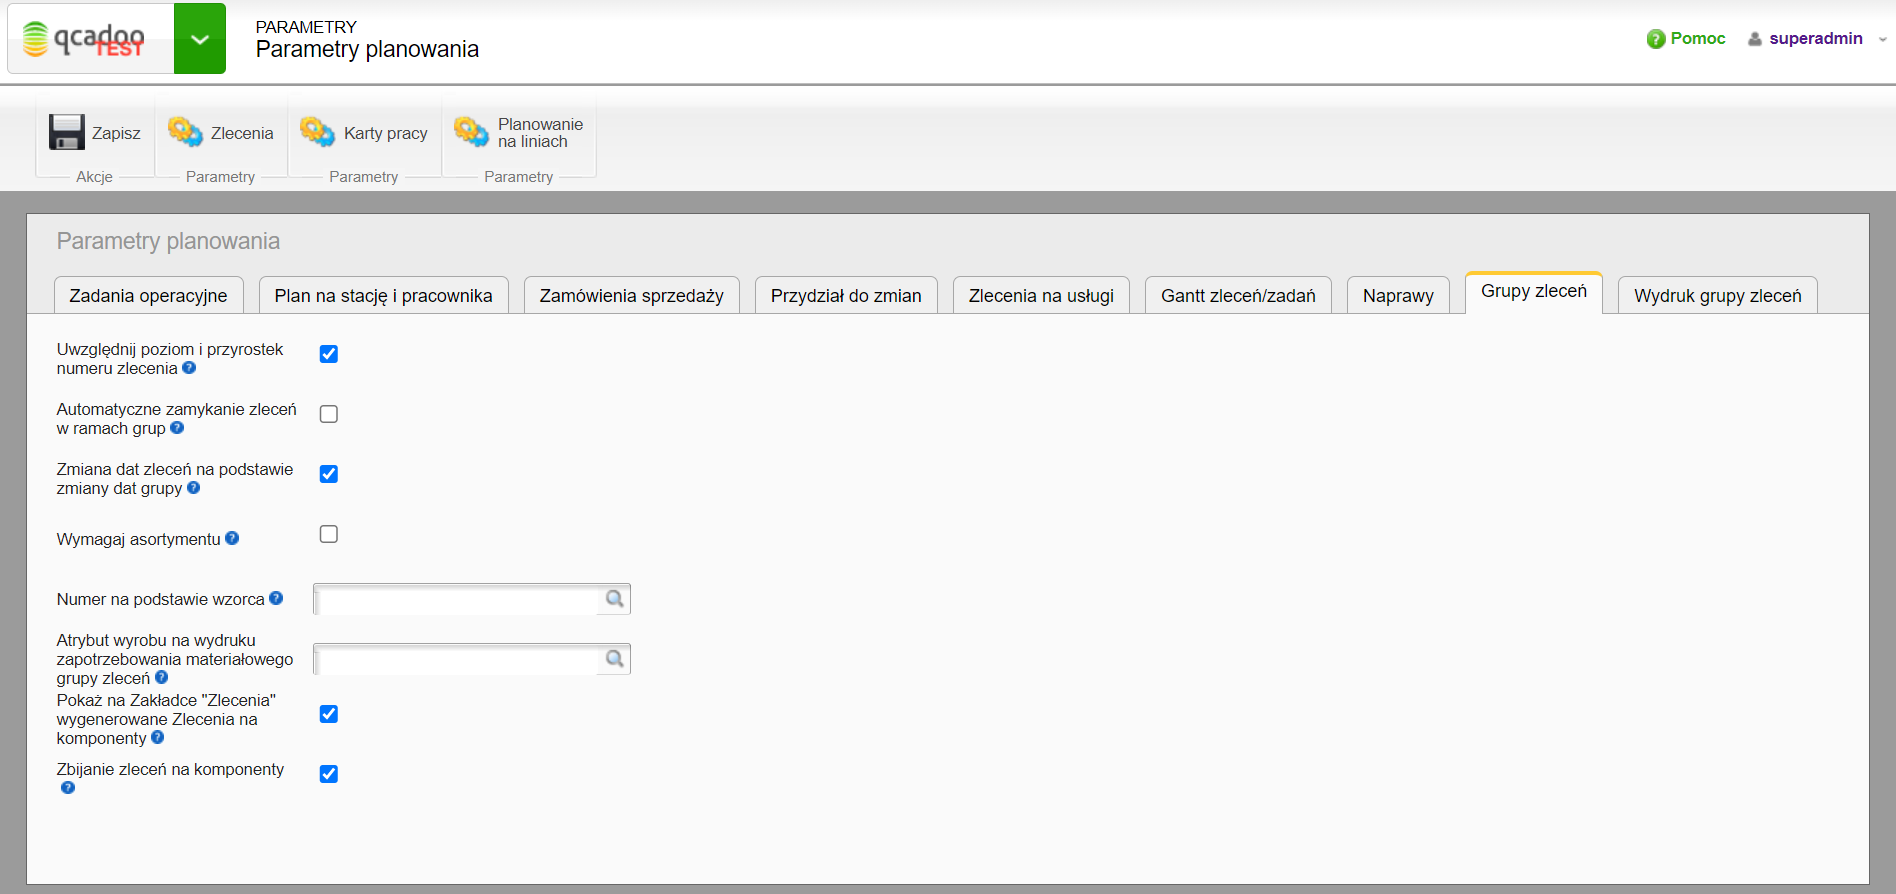 qcadoo
TEST
PARAMETRY
Parametry planowania
Pomoc
superadmin
Zapisz
Zlecenia
Karty pracy
Planowanie
na liniach
Akcje
Parametry
Parametry
Parametry
Parametry planowania
Zadania operacyjne
Plan na stację i pracownika
Zamówienia sprzedaży
Przydział do zmian
Zlecenia na usługi
Gantt zleceń/zadań
Naprawy
Grupy zleceń
Wydruk grupy zleceń
Uwzględnij poziom i przyrostek
numeru zlecenia
Automatyczne zamykanie zleceń
w ramach grup
Zmiana dat zleceń na podstawie
zmiany dat grupy
Wymagaj asortymentu
Numer na podstawie wzorca
Atrybut wyrobu na wydruku
zapotrzebowania materiałowego
grupy zleceń
Pokaż na Zakładce "Zlecenia"
wygenerowane Zlecenia na
komponenty
Zbijanie zleceń na komponenty